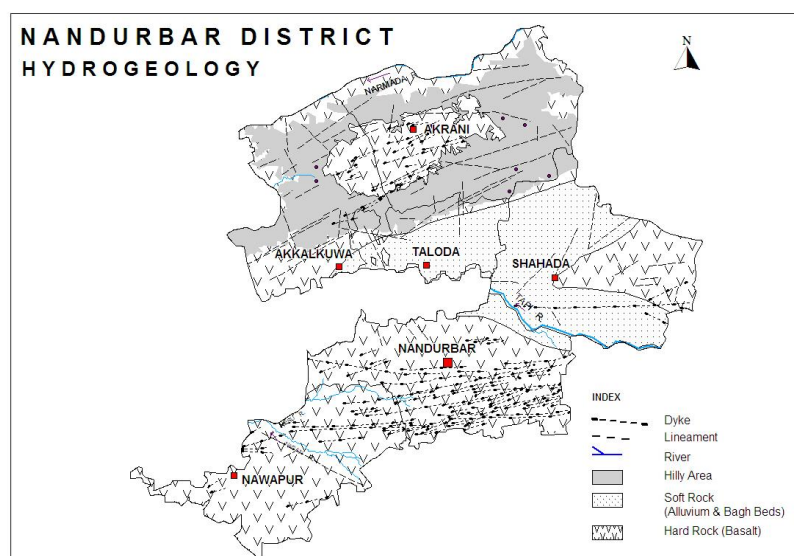 NANDURBAR DISTRICT
HYDROGEOLOGY
N
NARMADA R.
AKRANI
AKKALKUWA
TALODA
SHAHADA
TAPI R.
NANDURBAR
NAWAPUR
INDEX
Dyke
Lineament
River
Hilly Area
Soft Rock
(Alluvium & Bagh Beds)
Hard Rock (Basalt)